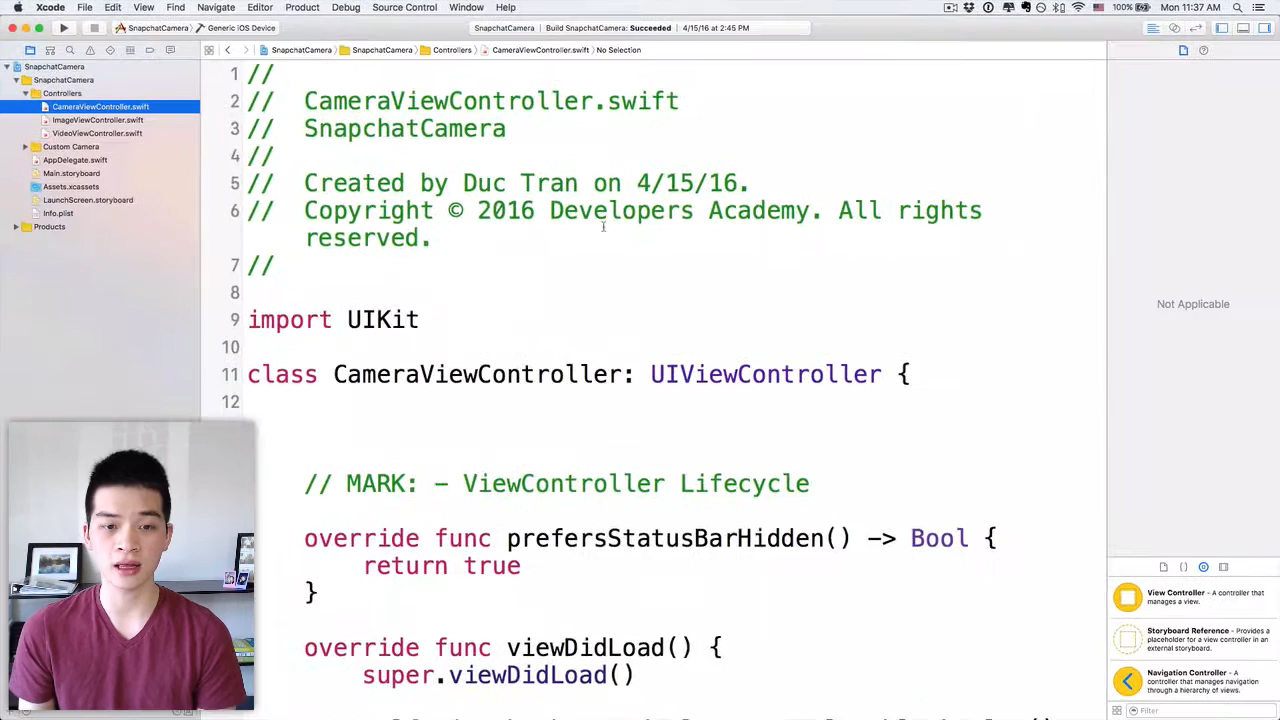 Xcode File Edit View Find Navigate Editor Product Debug Source Control Window Help 100% Mon 11:37 AM
SnapchatCamera Generic iOS Device SnapchatCamera Build SnapchatCamera: Succeeded 4/15/16 at 2:45 PM
SnapchatCamera SnapchatCamera Controllers CameraViewController.swift No Selection
SnapchatCamera
SnapchatCamera
Controllers
CameraViewController.swift
ImageViewController.swift
VideoViewController.swift
Custom Camera
AppDelegate.swift
Main.storyboard
Assets.xcassets
LaunchScreen.storyboard
Info.plist
Products
1 //
2 // CameraViewController.swift
3 // SnapchatCamera
4 //
5 // Created by Duc Tran on 4/15/16.
6 // Copyright © 2016 Developers Academy. All rights
reserved.
7 //
8
9 import UIKit
10
11 class CameraViewController: UIViewController {
12
// MARK: - ViewController Lifecycle
override func prefersStatusBarHidden() -> Bool {
return true
}
override func viewDidLoad() {
super.viewDidLoad()
Not Applicable
View Controller - A controller that
manages a view.
Storyboard Reference - Provides a
placeholder for a view controller in an
external storyboard.
Navigation Controller - A
controller that manages navigation
through a hierarchy of views.
Filter